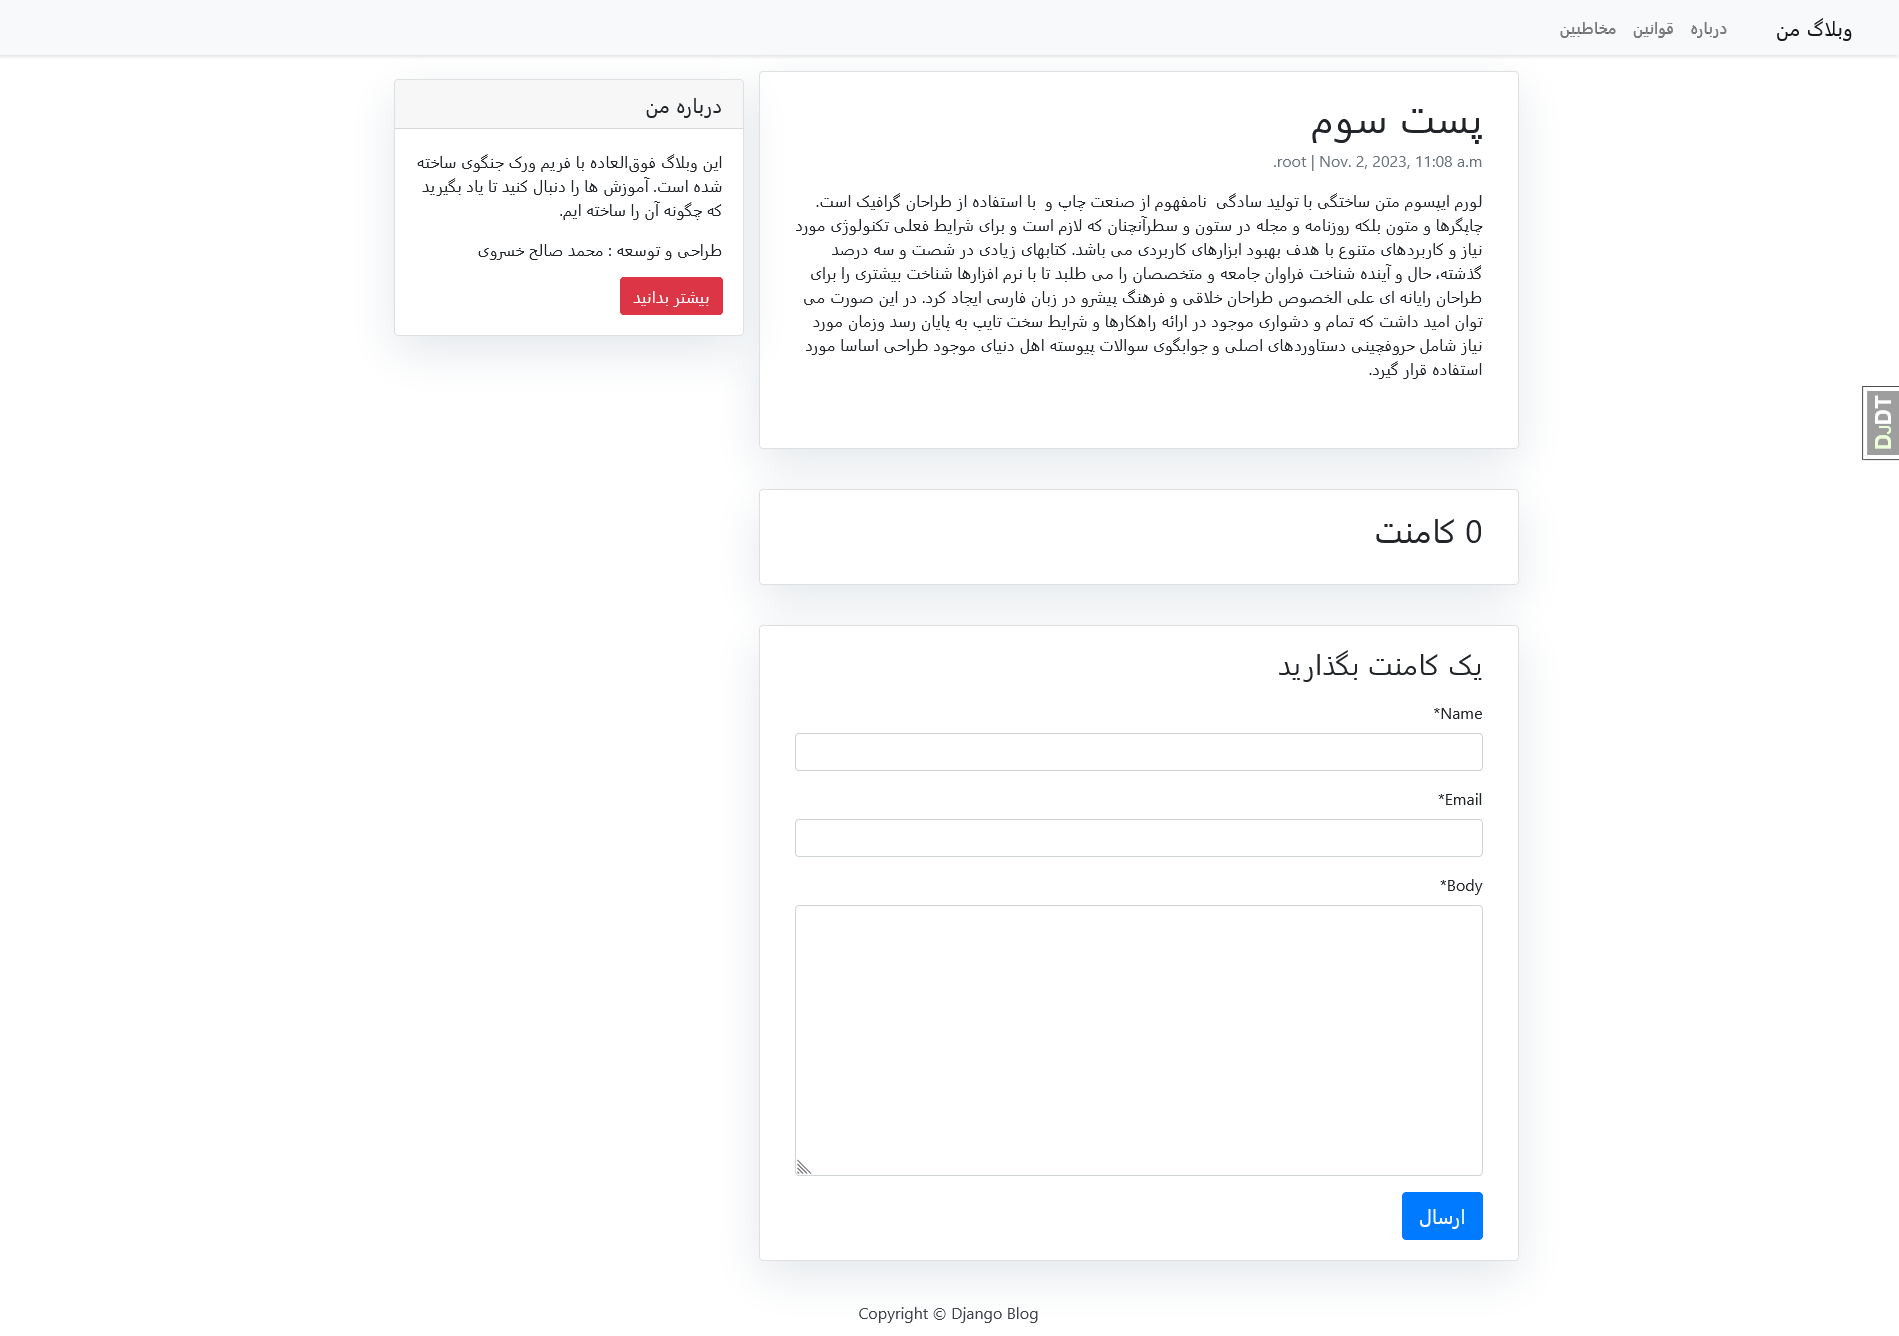 وبلاگ من
درباره
قوانین
مخاطبین
پست سوم
root | Nov. 2, 2023, 11:08 a.m.
لورم ایپسوم متن ساختگی با تولید سادگی نامفهوم از صنعت چاپ و با استفاده از طراحان گرافیک است.
چاپگرها و متون بلکه روزنامه و مجله در ستون و سطرآنچنان که لازم است و برای شرایط فعلی تکنولوژی مورد
نیاز و کاربردهای متنوع با هدف بهبود ابزارهای کاربردی می باشد. کتابهای زیادی در شصت و سه درصد
گذشته، حال و آینده شناخت فراوان جامعه و متخصصان را می طلبد تا با نرم افزارها شناخت بیشتری را برای
طراحان رایانه ای علی الخصوص طراحان خلاقی و فرهنگ پیشرو در زبان فارسی ایجاد کرد. در این صورت می
توان امید داشت که تمام و دشواری موجود در ارائه راهکارها و شرایط سخت تایپ به پایان رسد وزمان مورد
نیاز شامل حروفچینی دستاوردهای اصلی و جوابگوی سوالات پیوسته اهل دنیای موجود طراحی اساسا مورد
استفاده قرار گیرد.
درباره من
این وبلاگ فوق‌العاده با فریم ورک جنگوی ساخته
شده است. آموزش ها را دنبال کنید تا یاد بگیرید
که چگونه آن را ساخته ایم.
طراحی و توسعه : محمد صالح خسروی
بیشتر بدانید
DJDT
0 کامنت
یک کامنت بگذارید
Name*
Email*
Body*
ارسال
Copyright © Django Blog